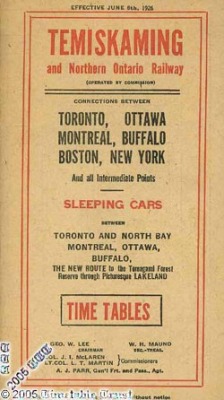 EFFECTIVE JUNE 6th, 1926
TEMISKAMING
and Northern Ontario Railway
(OPERATED BY COMMISSION)
CONNECTIONS BETWEEN
TORONTO, OTTAWA
MONTREAL, BUFFALO
BOSTON, NEW YORK
And all Intermediate Points
SLEEPING CARS
BETWEEN
TORONTO AND NORTH BAY
MONTREAL, OTTAWA,
BUFFALO,
THE NEW ROUTE to the Temagami Forest
Reserve through Picturesque LAKELAND
TIME TABLES
GEO. W. LEE
CHAIRMAN
W. H. MAUND
SEC.-TREAS.
COL. J. I. McLAREN
LT.COL. L. T. MARTIN } Commissioners
A. J. PARR, Gen'l Frt. and Pass., Agt.
without notice
2005
© 2005